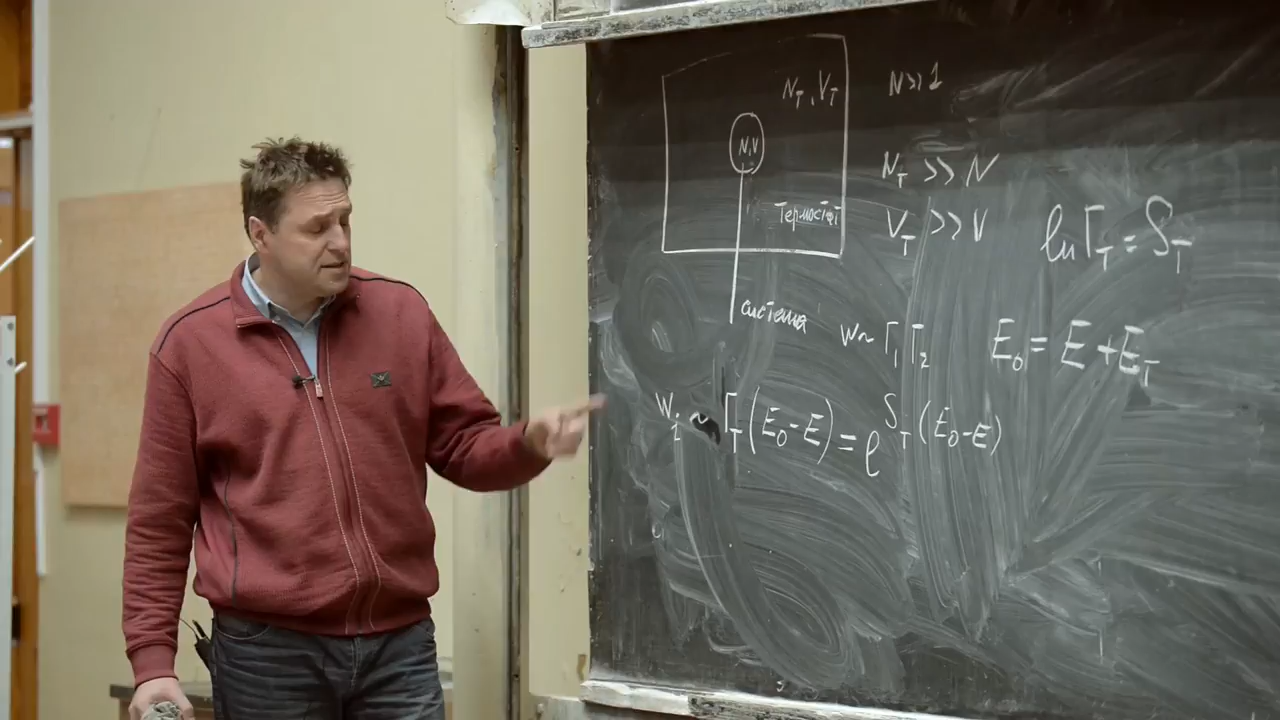 N_T, V_T
N≫1
N,V
N_T ≫ N
Термостат
V_T ≫ V
ln Γ_T = S_T
система
w ~ Γ_1 Γ_2
E_0 = E + E_T
w_i ~ Γ_T (E_0 - E) = e^{S_T (E_0 - E)}